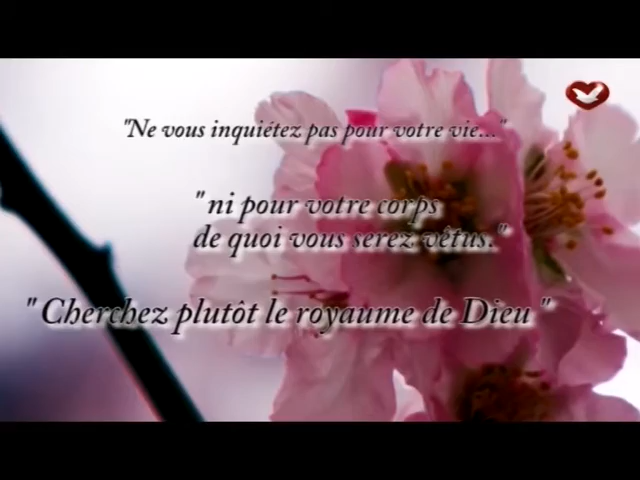 "Ne vous inquiétez pas pour votre vie..."
" ni pour votre corps
de quoi vous serez vêtus."
" Cherchez plutôt le royaume de Dieu "